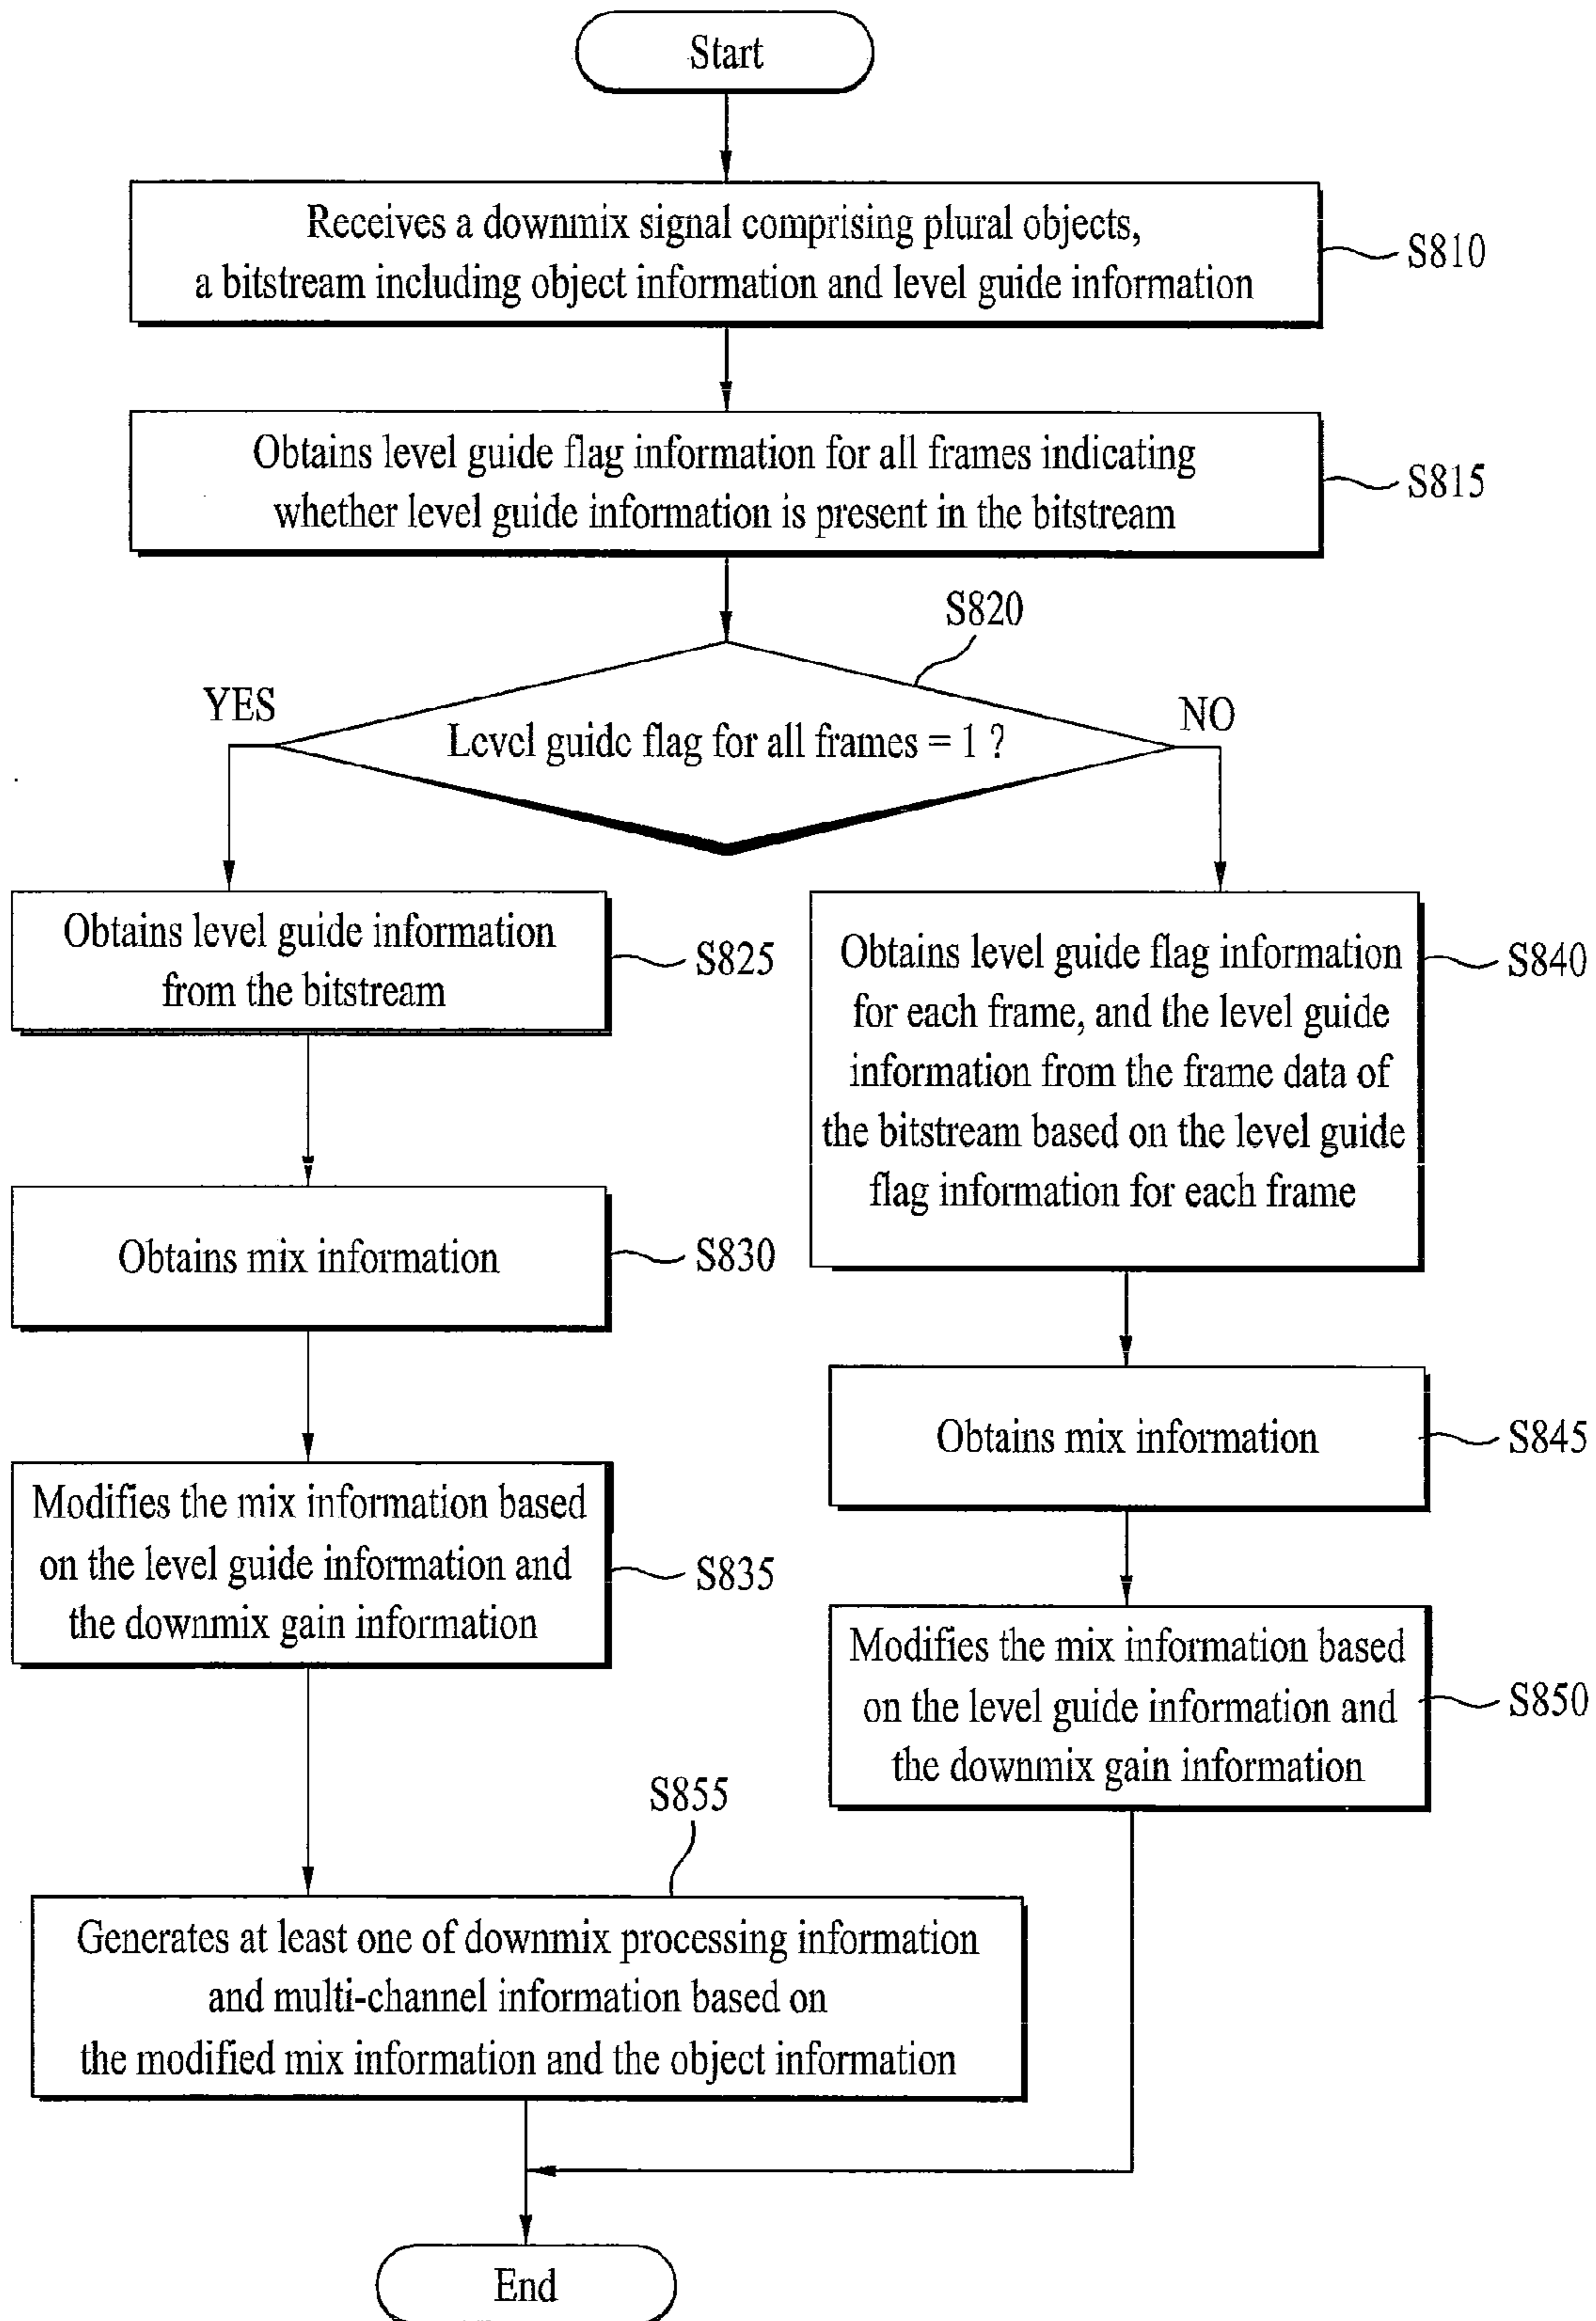 Start
Receives a downmix signal comprising plural objects,
a bitstream including object information and level guide information
S810
Obtains level guide flag information for all frames indicating
whether level guide information is present in the bitstream
S815
S820
YES
Level guide flag for all frames = 1 ?
NO
Obtains level guide information
from the bitstream
S825
Obtains mix information
S830
Modifies the mix information based
on the level guide information and
the downmix gain information
S835
Obtains level guide flag information
for each frame, and the level guide
information from the frame data of
the bitstream based on the level guide
flag information for each frame
S840
Obtains mix information
S845
Modifies the mix information based
on the level guide information and
the downmix gain information
S850
S855
Generates at least one of downmix processing information
and multi-channel information based on
the modified mix information and the object information
End